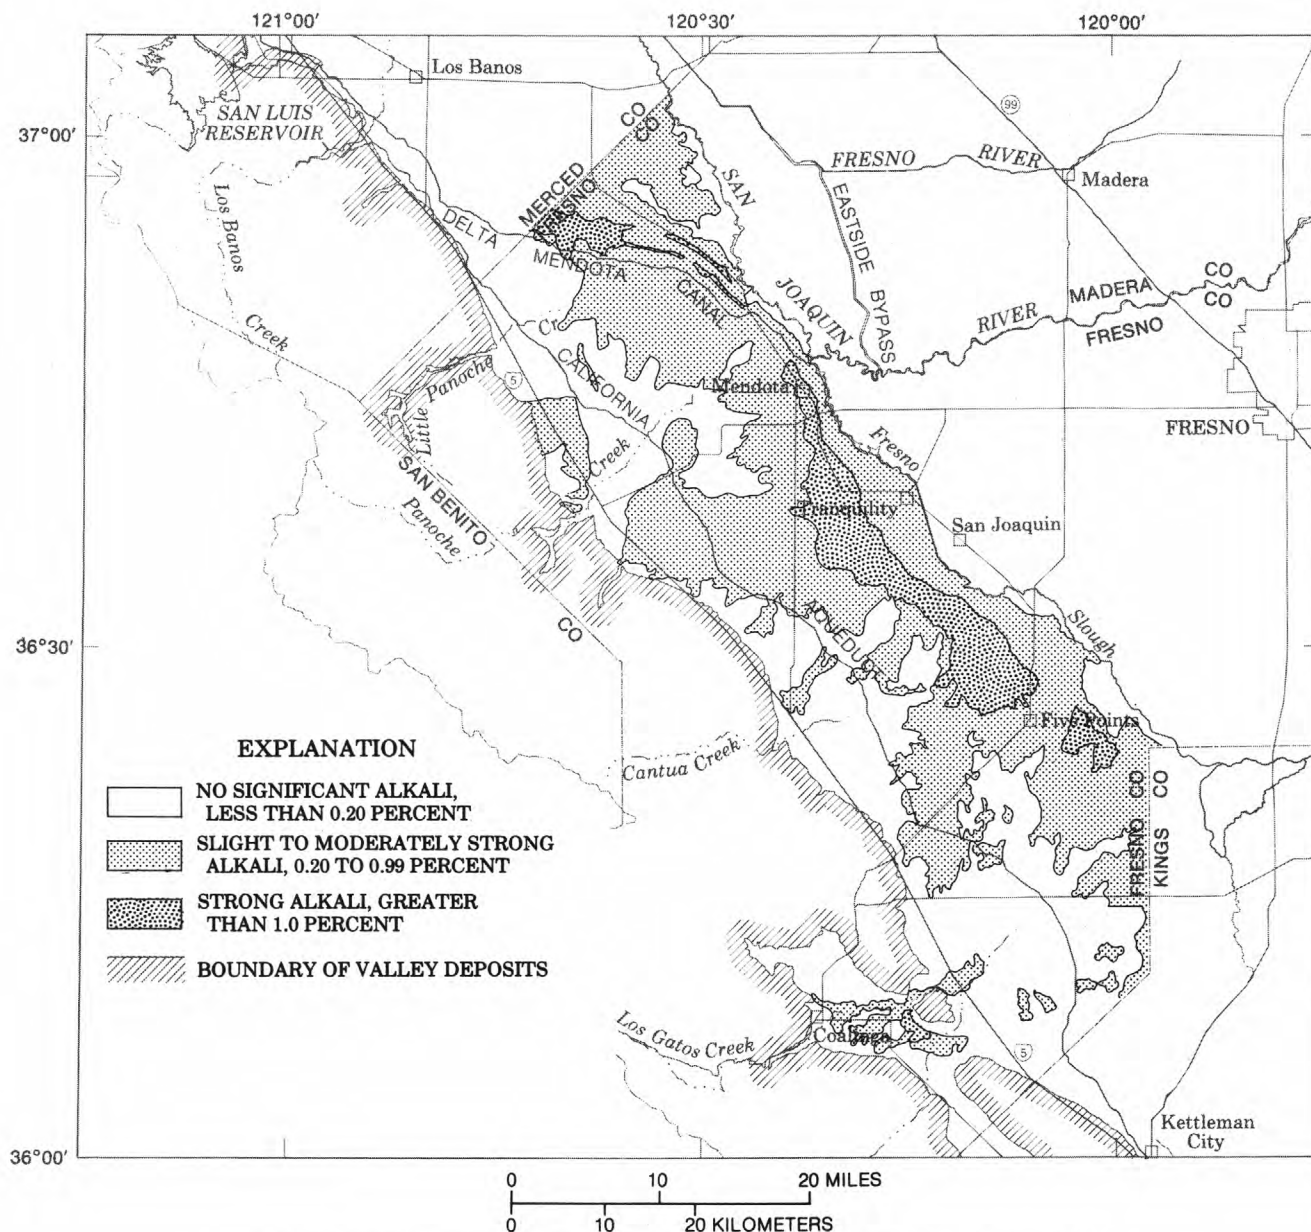 121°00'
120°30'
120°00'
37°00'
36°30'
36°00'
Los Banos
SAN LUIS
RESERVOIR
Los Banos
Creek
MERCED CO
FRESNO CO
DELTA
MENDOTA
CANAL
SAN
JOAQUIN
RIVER
FRESNO RIVER
Madera
99
EASTSIDE
BYPASS
MADERA CO
FRESNO CO
FRESNO
Cr
CALIFORNIA
AQUEDUCT
5
Little Panoche
Creek
SAN BENITO
CO
Panoche
Mendota
Fresno
Slough
Tranquility
San Joaquin
Five Points
Cantua Creek
FRESNO CO
KINGS CO
Los Gatos Creek
Coalinga
5
Kettleman
City
EXPLANATION
NO SIGNIFICANT ALKALI,
LESS THAN 0.20 PERCENT
SLIGHT TO MODERATELY STRONG
ALKALI, 0.20 TO 0.99 PERCENT
STRONG ALKALI, GREATER
THAN 1.0 PERCENT
BOUNDARY OF VALLEY DEPOSITS
0 10 20 MILES
0 10 20 KILOMETERS